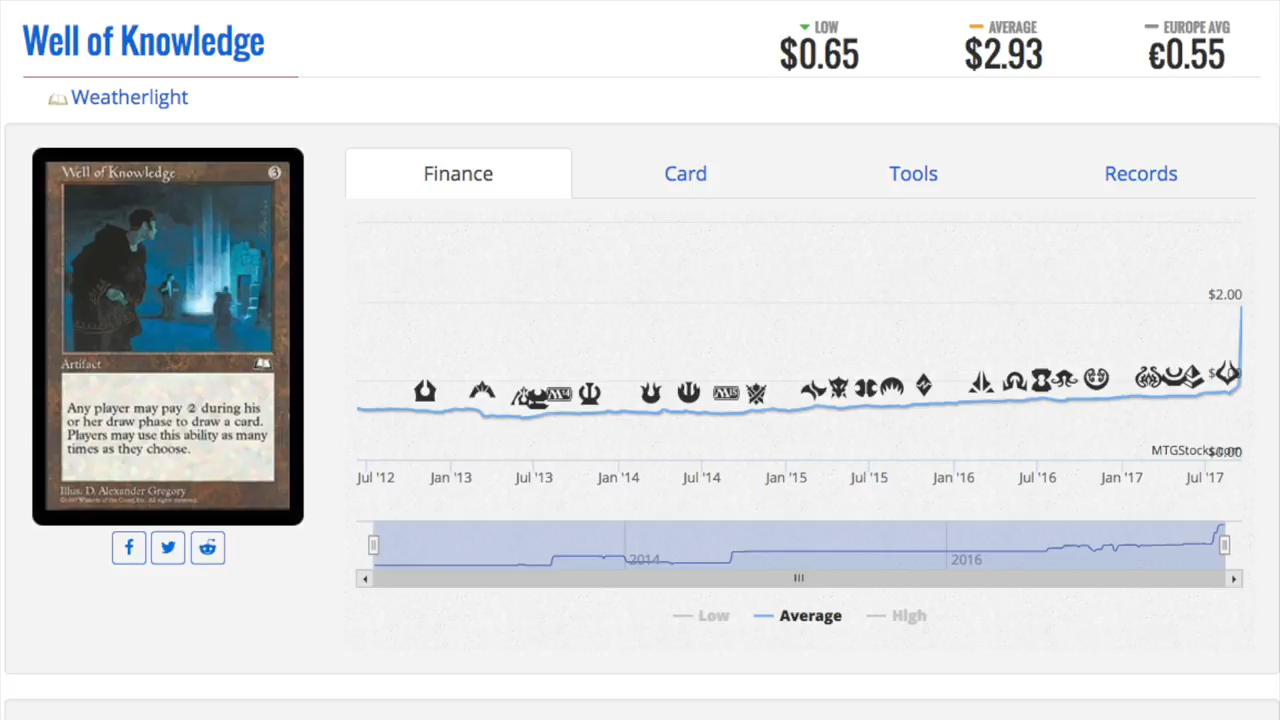 Well of Knowledge
LOW
$0.65
AVERAGE
$2.93
EUROPE AVG
€0.55
Weatherlight
Well of Knowledge 3
Artifact
Any player may pay 2 during his
or her draw phase to draw a card.
Players may use this ability as many
times as they choose.
Illus. D. Alexander Gregory
Finance
Card
Tools
Records
$2.00
MTGStocks.com
$0.00
Jul '12
Jan '13
Jul '13
Jan '14
Jul '14
Jan '15
Jul '15
Jan '16
Jul '16
Jan '17
Jul '17
2014
2016
Low
Average
High